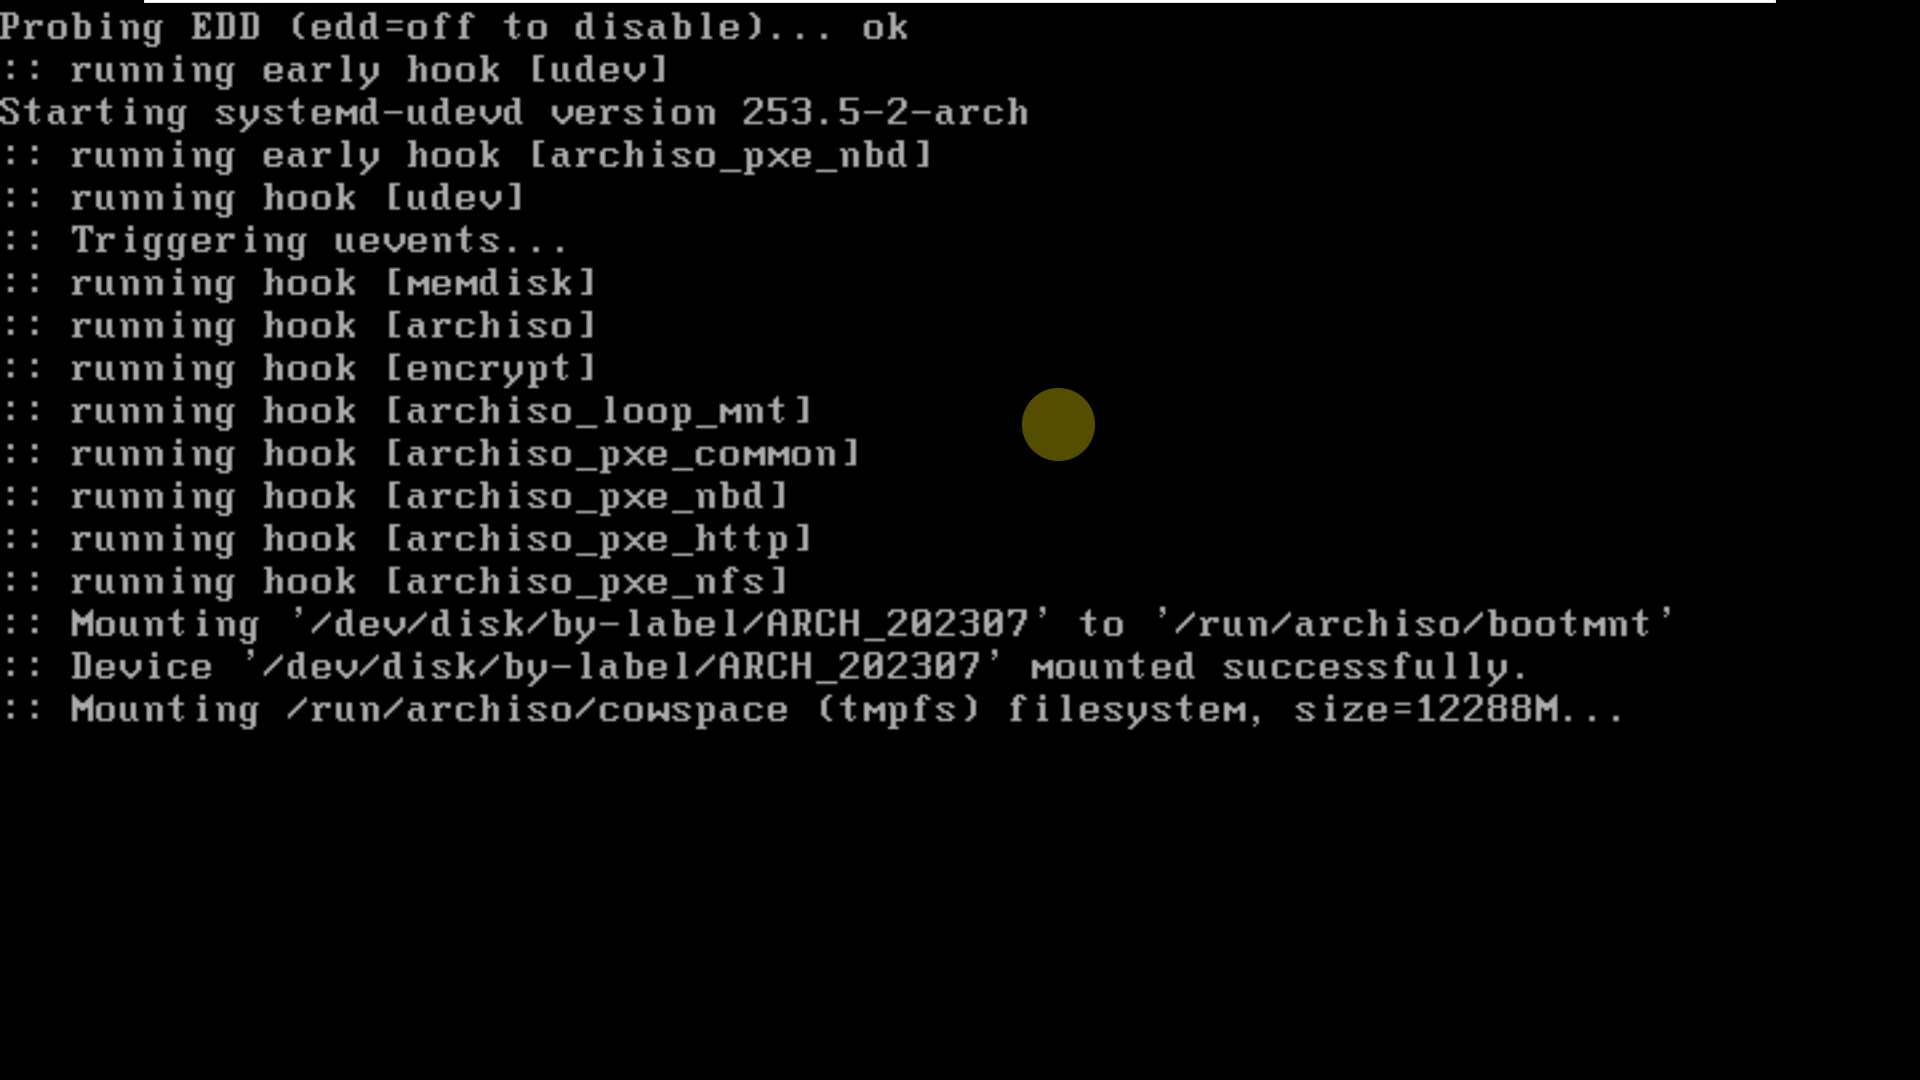 Probing EDD (edd=off to disable)... ok
:: running early hook [udev]
Starting systemd-udevd version 253.5-2-arch
:: running early hook [archiso_pxe_nbd]
:: running hook [udev]
:: Triggering uevents...
:: running hook [memdisk]
:: running hook [archiso]
:: running hook [encrypt]
:: running hook [archiso_loop_mnt]
:: running hook [archiso_pxe_common]
:: running hook [archiso_pxe_nbd]
:: running hook [archiso_pxe_http]
:: running hook [archiso_pxe_nfs]
:: Mounting '/dev/disk/by-label/ARCH_202307' to '/run/archiso/bootmnt'
:: Device '/dev/disk/by-label/ARCH_202307' mounted successfully.
:: Mounting /run/archiso/cowspace (tmpfs) filesystem, size=12288M...